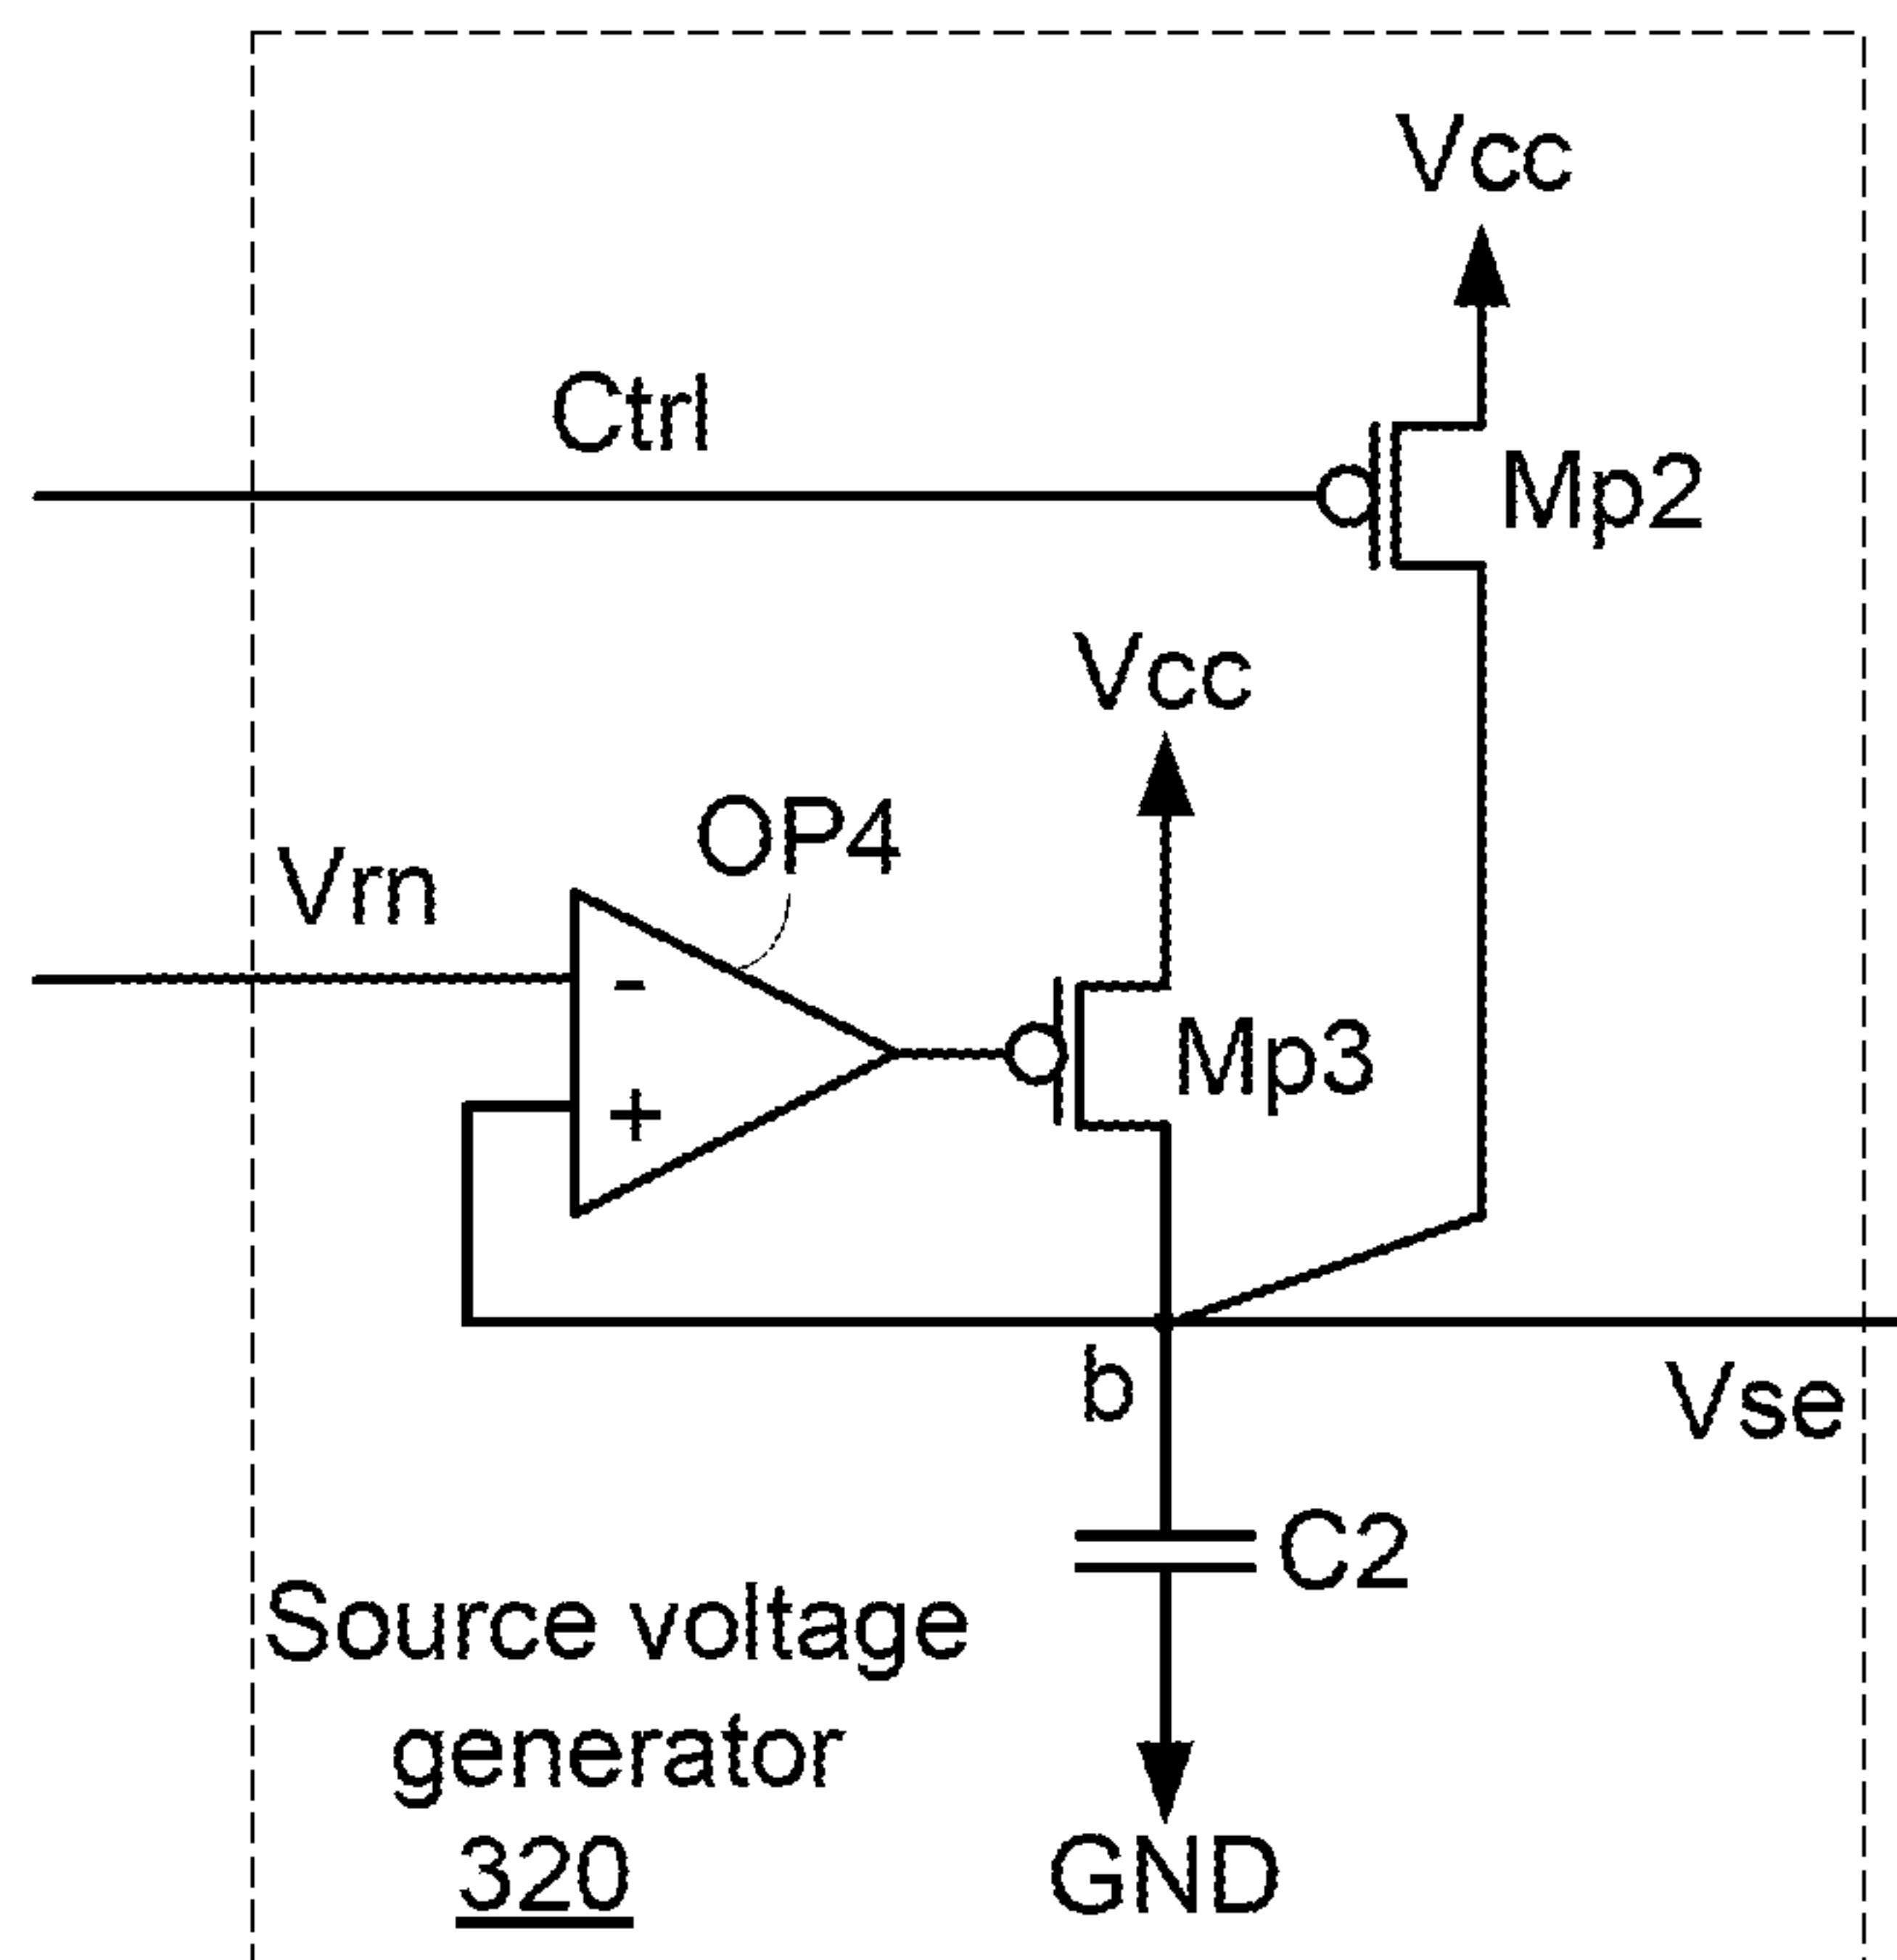 Vcc
Ctrl
Mp2
Vcc
OP4
Vrn
-
Mp3
+
b
Vse
C2
Source voltage
generator
320
GND